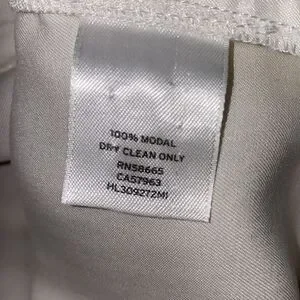 100% MODAL
DRY CLEAN ONLY
RN58665
CA57963
HL309272MI